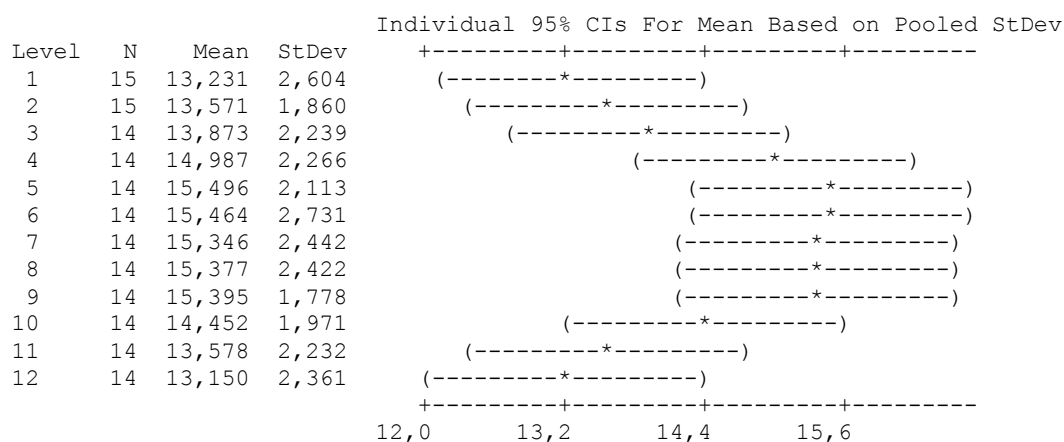 Individual 95% CIs For Mean Based on Pooled StDev
Level   N    Mean  StDev     +---------+---------+---------+---------
 1     15  13,231  2,604      (--------*---------)
 2     15  13,571  1,860        (---------*---------)
 3     14  13,873  2,239           (---------*---------)
 4     14  14,987  2,266                    (---------*---------)
 5     14  15,496  2,113                        (---------*---------)
 6     14  15,464  2,731                        (---------*---------)
 7     14  15,346  2,442                       (---------*---------)
 8     14  15,377  2,422                       (---------*---------)
 9     14  15,395  1,778                       (---------*---------)
10     14  14,452  1,971               (---------*---------)
11     14  13,578  2,232        (---------*---------)
12     14  13,150  2,361     (---------*---------)
+---------+---------+---------+---------
12,0      13,2      14,4      15,6